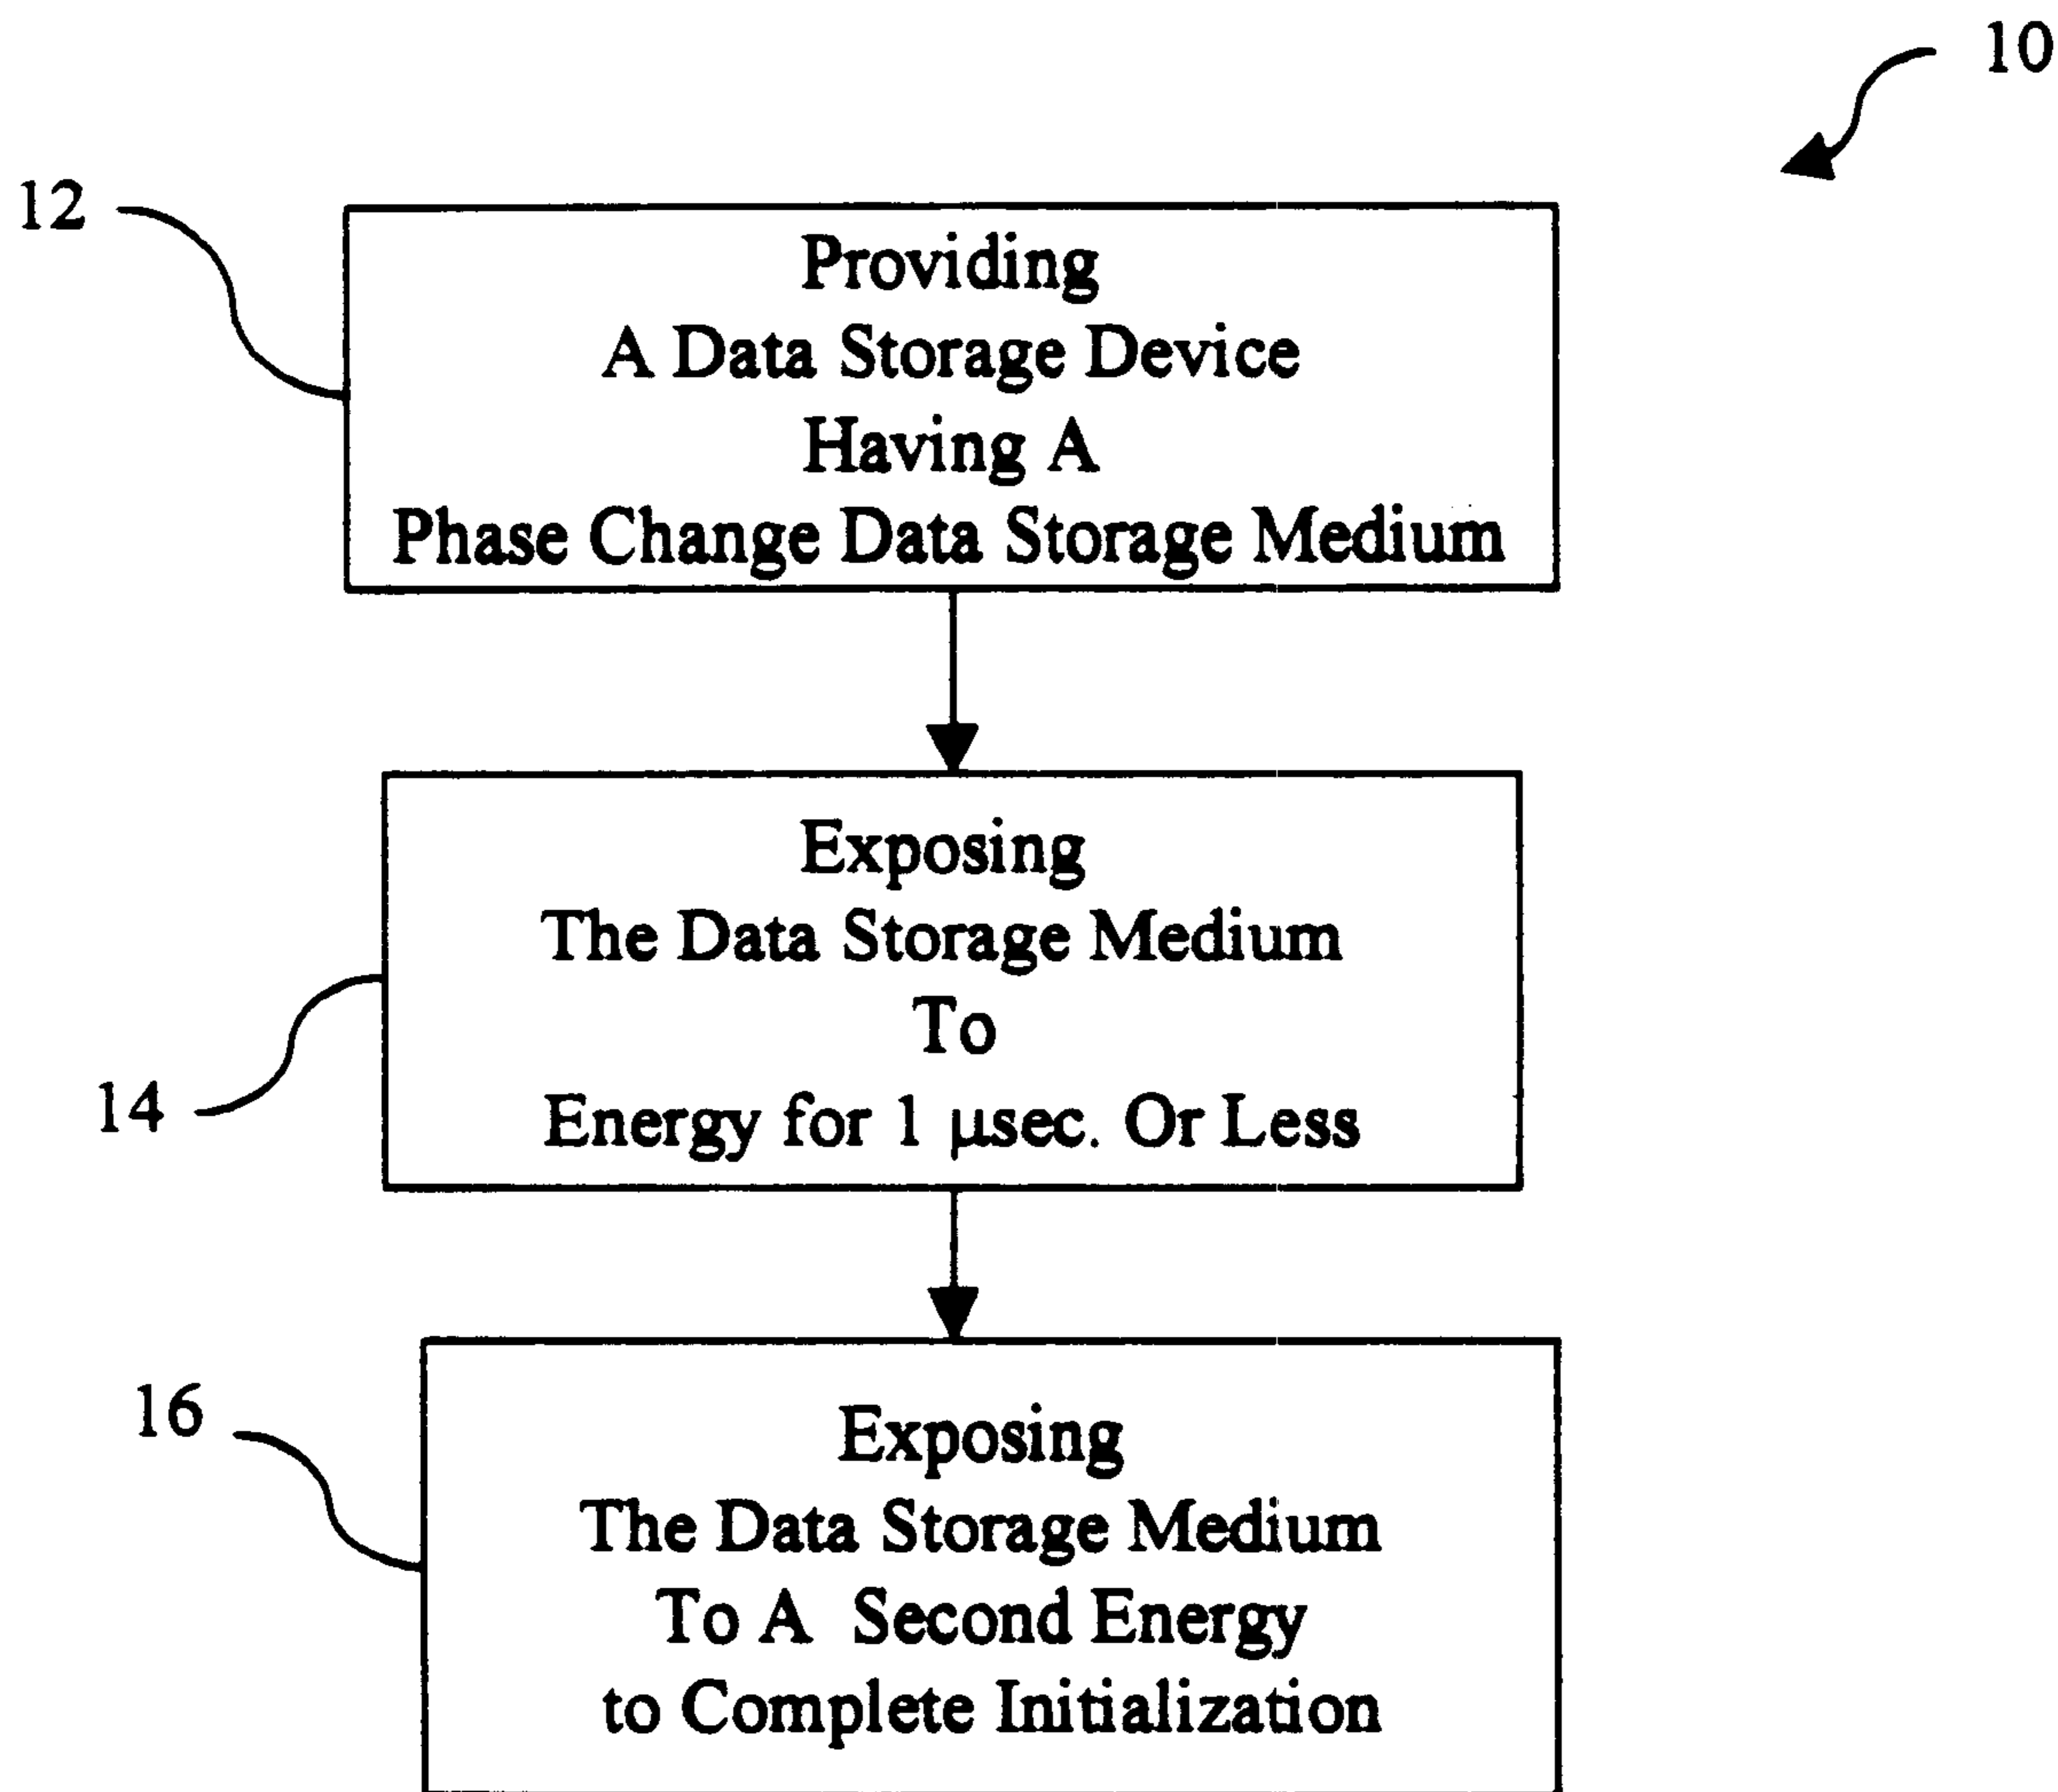 10
12
Providing
A Data Storage Device
Having A
Phase Change Data Storage Medium
Exposing
The Data Storage Medium
To
Energy for 1 µsec. Or Less
14
16
Exposing
The Data Storage Medium
To A Second Energy
to Complete Initialization